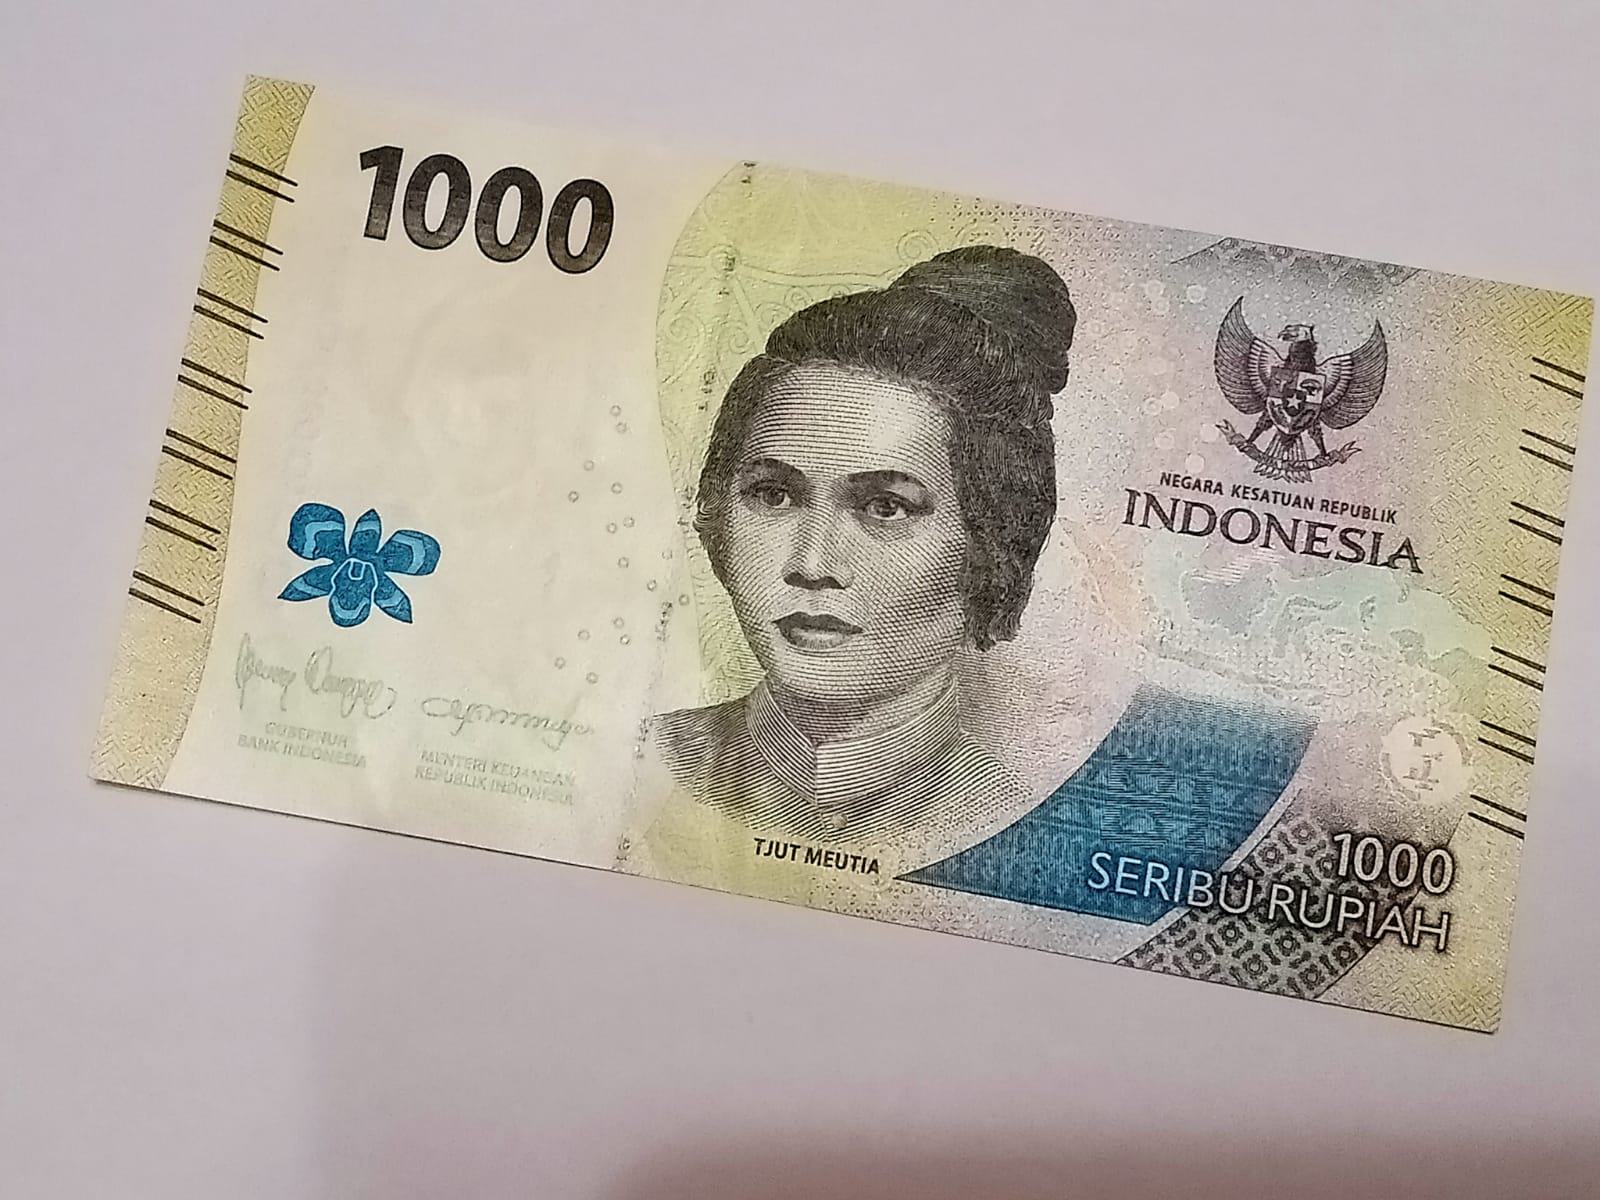 1000
NEGARA KESATUAN REPUBLIK
INDONESIA
GUBERNUR
BANK INDONESIA
MENTERI KEUANGAN
REPUBLIK INDONESIA
TJUT MEUTIA
1000
SERIBU RUPIAH